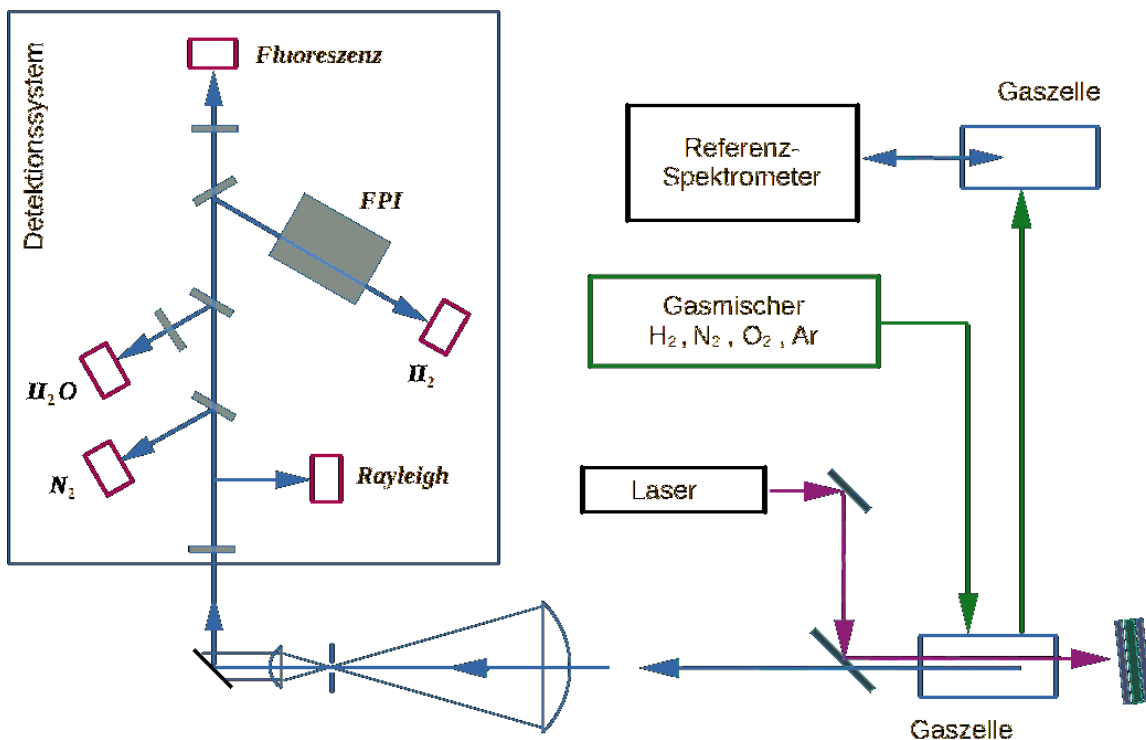 Detektionssystem
Fluoreszenz
FPI
H₂O
H₂
N₂
Rayleigh
Gaszelle
Referenz-
Spektrometer
Gasmischer
H₂, N₂, O₂, Ar
Laser
Gaszelle